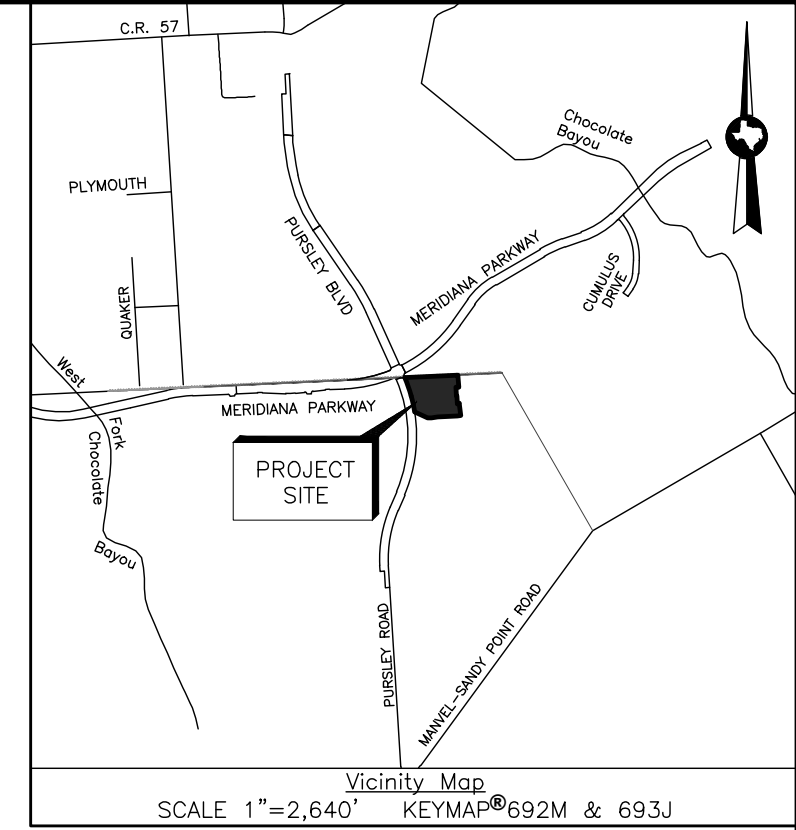 C.R. 57
Chocolate
Bayou
PLYMOUTH
PURSLEY BLVD
MERIDIANA PARKWAY
CUMULUS
DRIVE
QUAKER
West
Fork
Chocolate
Bayou
MERIDIANA PARKWAY
PROJECT
SITE
PURSLEY ROAD
MANVEL-SANDY POINT ROAD
Vicinity Map
SCALE 1"=2,640' KEYMAP®692M & 693J